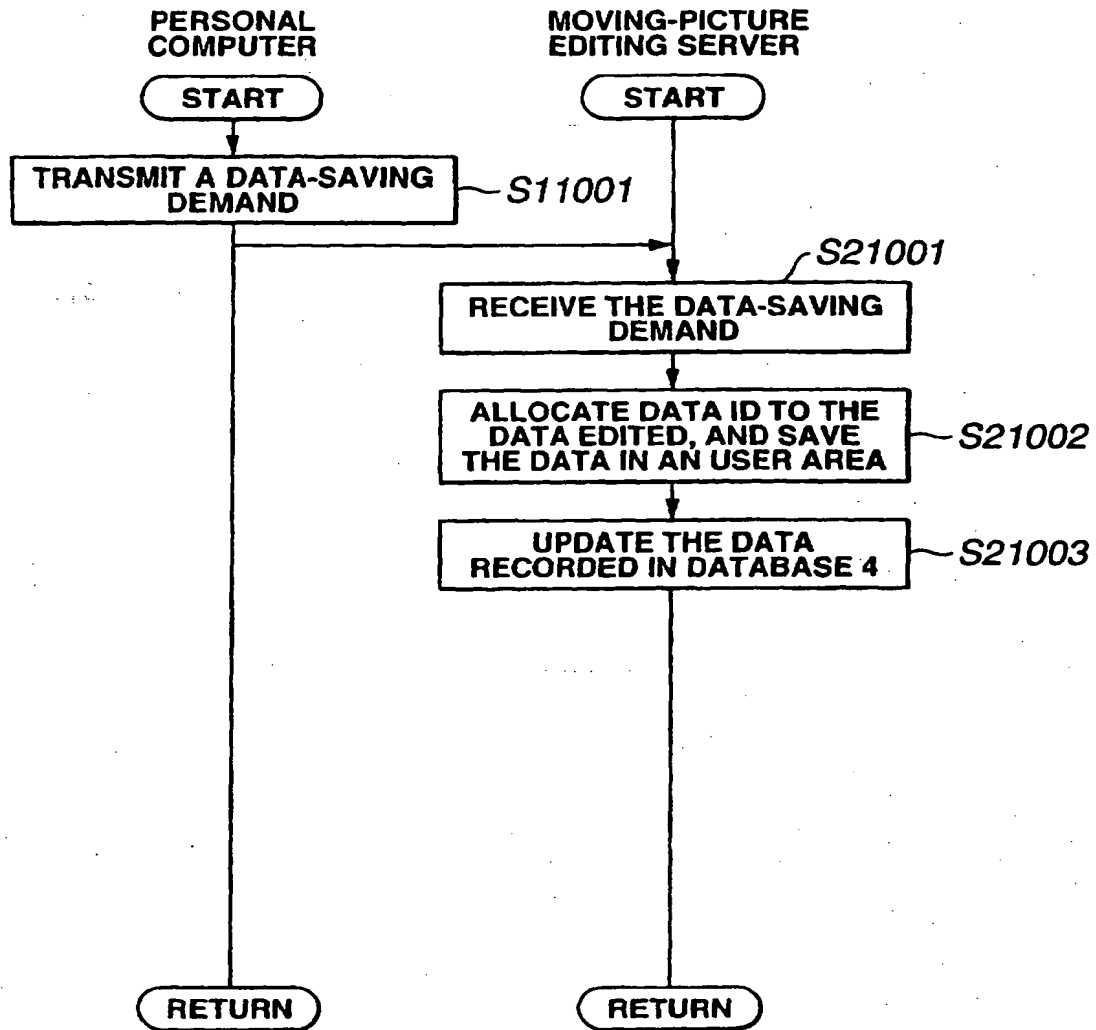 PERSONAL
COMPUTER
MOVING-PICTURE
EDITING SERVER
START
START
TRANSMIT A DATA-SAVING
DEMAND
S11001
S21001
RECEIVE THE DATA-SAVING
DEMAND
ALLOCATE DATA ID TO THE
DATA EDITED, AND SAVE
THE DATA IN AN USER AREA
S21002
UPDATE THE DATA
RECORDED IN DATABASE 4
S21003
RETURN
RETURN